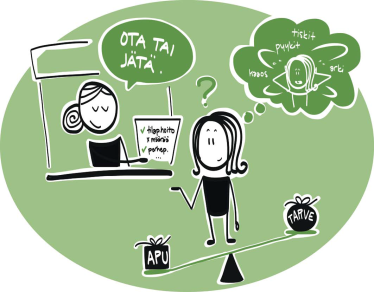 OTA TAI
JÄTÄ.
tiskit
pyykit
kaaos
arki
?
✓ tilap.hoito
✓ perhep.
...
APU
TARVE